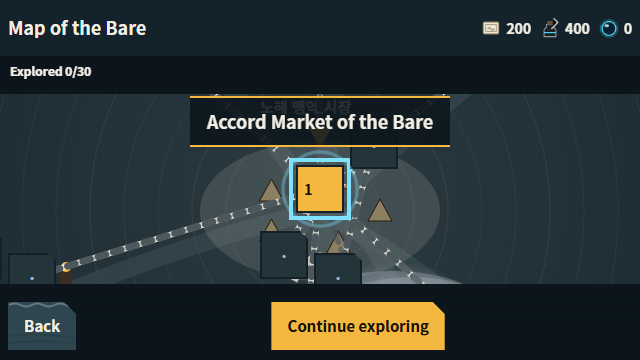 Map of the Bare
200
400
0
Explored 0/30
Accord Market of the Bare
1
Back
Continue exploring